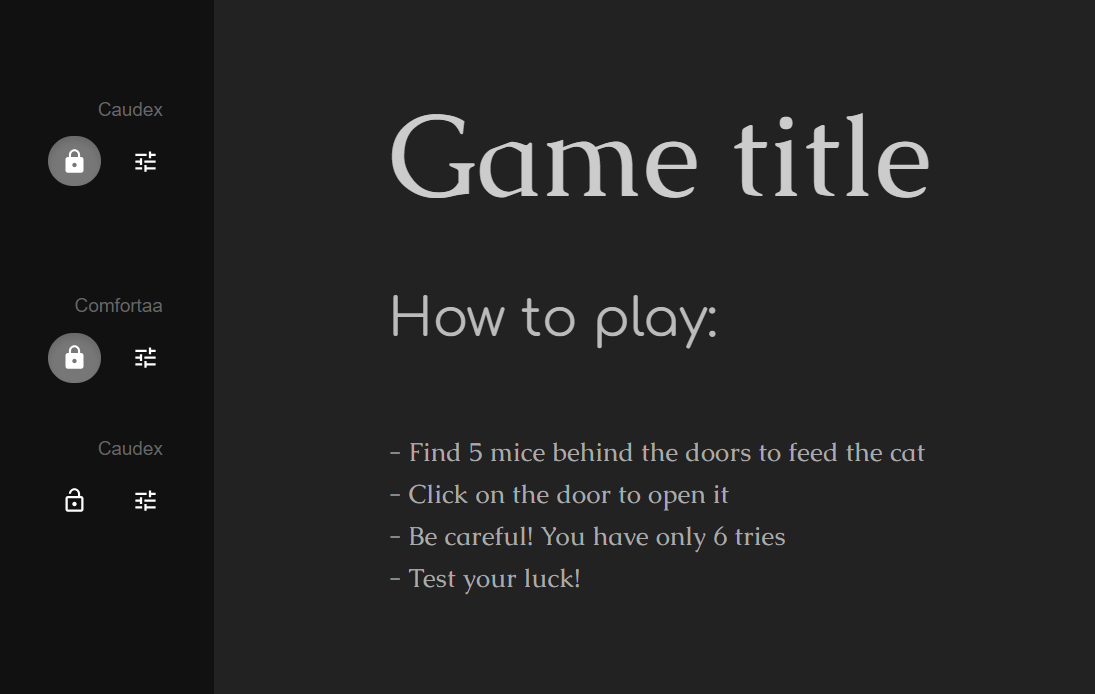 Caudex
Game title
Comfortaa
How to play:
Caudex
- Find 5 mice behind the doors to feed the cat
- Click on the door to open it
- Be careful! You have only 6 tries
- Test your luck!